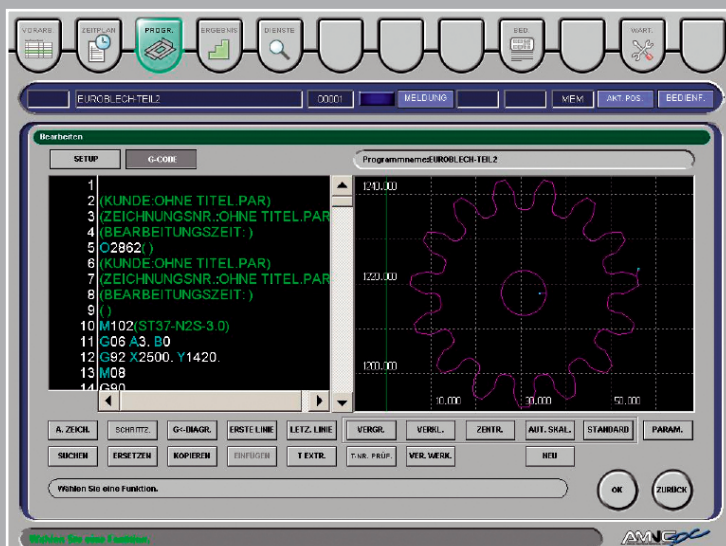 VORARB. ZEITPLAN PROGR. ERGEBNIS DIENSTE BED. WART.
EUROBLECH-TEIL2 00001 MELDUNG MEM AKT.POS. BEDIENF.
Bearbeiten
SETUP G-CODE Programmname:EUROBLECH-TEIL2
1
2 (KUNDE:OHNE TITEL.PAR)
3 (ZEICHNUNGSNR.:OHNE TITEL.PAR
4 (BEARBEITUNGSZEIT: )
5 O2862( )
6 (KUNDE:OHNE TITEL.PAR)
7 (ZEICHNUNGSNR.:OHNE TITEL.PAR
8 (BEARBEITUNGSZEIT: )
9 ( )
10 M102(ST37-N2S-3.0)
11 G06 A3. B0
12 G92 X2500. Y1420.
13 M08
14 G90
1240.000
1220.000
1200.000
10.000 30.000 50.000
A. ZEICH. SCHRITTZ. G<-DIAGR. ERSTE LINIE LETZ. LINIE VERGR. VERKL. ZENTR. AUT. SKAL. STANDARD PARAM.
SUCHEN ERSETZEN KOPIEREN EINFÜGEN T EXTR. T-NR. PRÜF. VER. WERK. NEU
Wählen Sie eine Funktion.
OK ZURÜCK
Wählen Sie eine Funktion.
AMNC PC